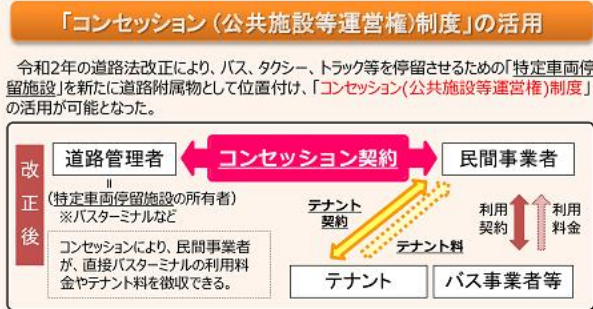 「コンセッション(公共施設等運営権)制度」の活用
令和2年の道路法改正により、バス、タクシー、トラック等を停留させるための「特定車両停
留施設」を新たに道路附属物として位置付け、「コンセッション(公共施設等運営権)制度」
の活用が可能となった。
改正後
道路管理者
コンセッション契約
民間事業者
=
(特定車両停留施設の所有者)
※バスターミナルなど
コンセッションにより、民間事業者
が、直接バスターミナルの利用料
金やテナント料を徴収できる。
テナント
契約
テナント料
利用
契約
利用
料金
テナント
バス事業者等